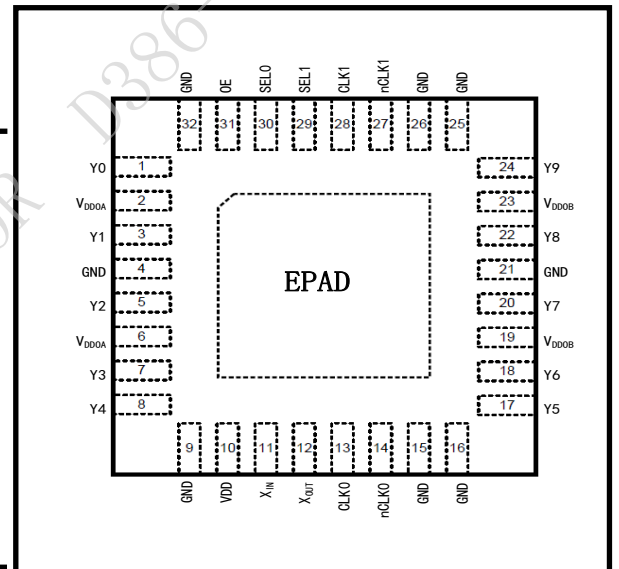 D386-
OR
GND OE SEL0 SEL1 CLK1 nCLK1 GND GND
32 31 30 29 28 27 26 25
Y0 1 24 Y9
VDDOA 2 23 VDDOB
Y1 3 22 Y8
GND 4 21 GND
EPAD
Y2 5 20 Y7
VDDOA 6 19 VDDOB
Y3 7 18 Y6
Y4 8 17 Y5
9 10 11 12 13 14 15 16
GND VDD XIN XOUT CLK0 nCLK0 GND GND